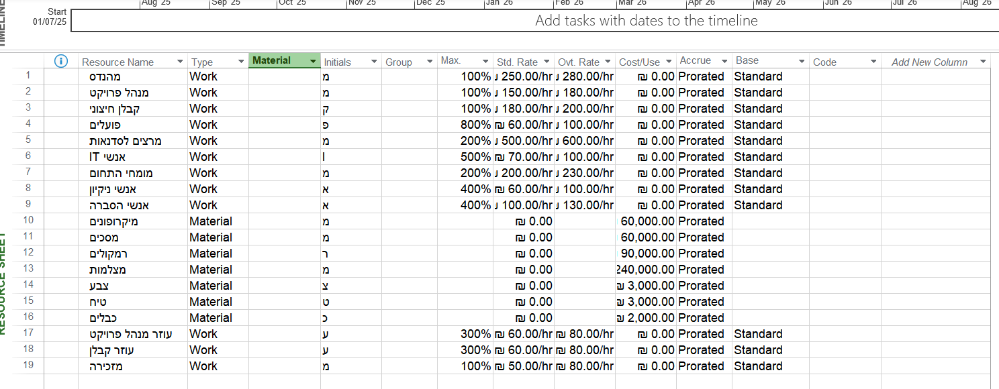 Aug '25 Sep '25 Oct '25 Nov '25 Dec '25 Jan '26 Feb '26 Mar '26 Apr '26 May '26 Jun '26 Jul '26 Aug '26
TIMELINE
Start
01/07/25
Add tasks with dates to the timeline
Resource Name Type Material Initials Group Max. Std. Rate Ovt. Rate Cost/Use Accrue Base Code Add New Column
1 מהנדס Work מ 100% 250.00/hr 280.00/hr ₪ 0.00 Prorated Standard
2 מנהל פרויקט Work מ 100% 150.00/hr 180.00/hr ₪ 0.00 Prorated Standard
3 קבלן חיצוני Work ק 100% 180.00/hr 200.00/hr ₪ 0.00 Prorated Standard
4 פועלים Work פ 800% ₪ 60.00/hr 100.00/hr ₪ 0.00 Prorated Standard
5 מרצים לסדנאות Work מ 200% 500.00/hr 600.00/hr ₪ 0.00 Prorated Standard
6 אנשי IT Work I 500% ₪ 70.00/hr 100.00/hr ₪ 0.00 Prorated Standard
7 מומחי התחום Work מ 200% 200.00/hr 230.00/hr ₪ 0.00 Prorated Standard
8 אנשי ניקיון Work א 400% ₪ 60.00/hr 100.00/hr ₪ 0.00 Prorated Standard
9 אנשי הסברה Work א 400% 100.00/hr 130.00/hr ₪ 0.00 Prorated Standard
10 מיקרופונים Material מ ₪ 0.00 60,000.00 Prorated
11 מסכים Material מ ₪ 0.00 60,000.00 Prorated
12 רמקולים Material ר ₪ 0.00 90,000.00 Prorated
13 מצלמות Material מ ₪ 0.00 240,000.00 Prorated
14 צבע Material צ ₪ 0.00 ₪ 3,000.00 Prorated
15 טיח Material ט ₪ 0.00 ₪ 3,000.00 Prorated
16 כבלים Material כ ₪ 0.00 ₪ 2,000.00 Prorated
17 עוזר מנהל פרויקט Work ע 300% ₪ 60.00/hr ₪ 80.00/hr ₪ 0.00 Prorated Standard
18 עוזר קבלן Work ע 300% ₪ 60.00/hr ₪ 80.00/hr ₪ 0.00 Prorated Standard
19 מזכירה Work מ 100% ₪ 50.00/hr ₪ 80.00/hr ₪ 0.00 Prorated Standard
RESOURCE SHEET